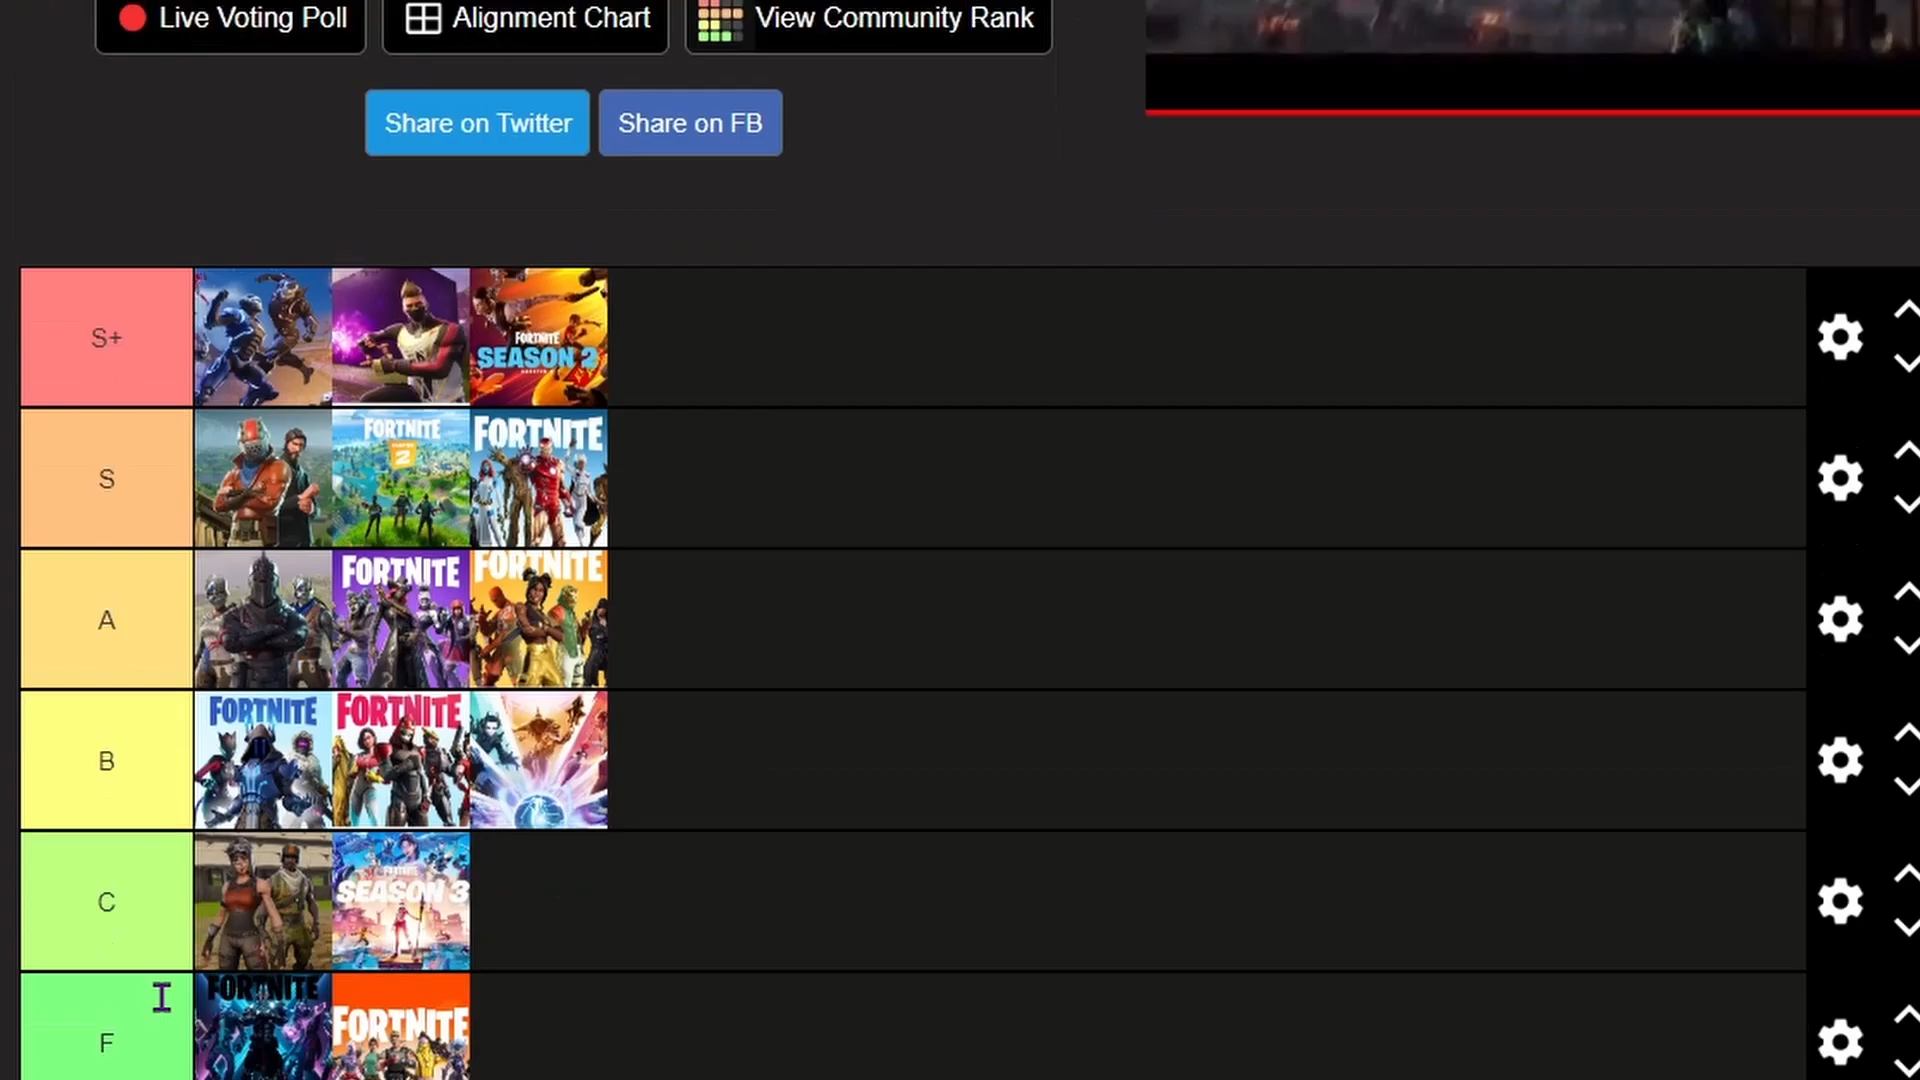 Live Voting Poll
Alignment Chart
View Community Rank
Share on Twitter
Share on FB
S+
FORTNITE
SEASON 2
S
FORTNITE
2
FORTNITE
A
FORTNITE
FORTNITE
B
FORTNITE
FORTNITE
C
FORTNITE
SEASON 3
F
FORTNITE
FORTNITE